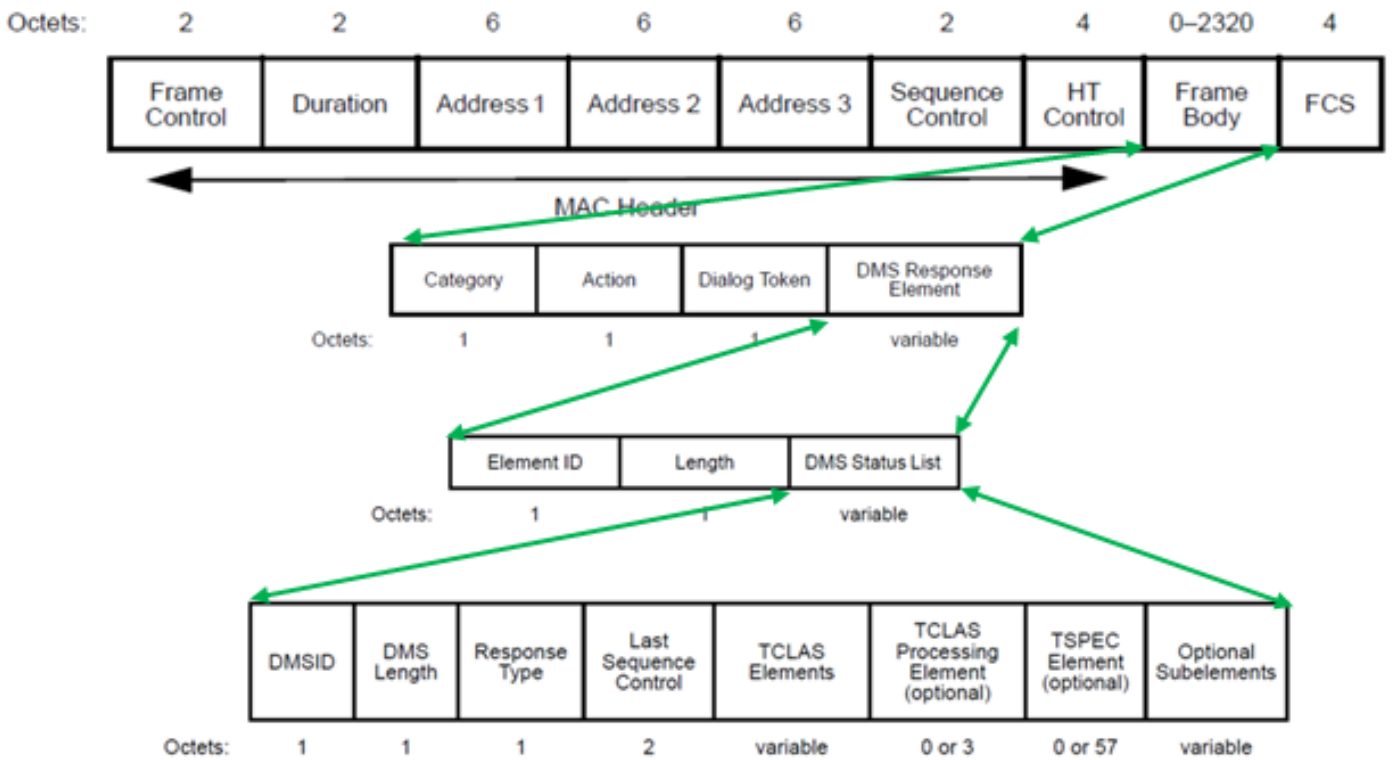 Octets: 2 2 6 6 6 2 4 0–2320 4
Frame Control Duration Address 1 Address 2 Address 3 Sequence Control HT Control Frame Body FCS
MAC Header
Category Action Dialog Token DMS Response Element
Octets: 1 1 1 variable
Element ID Length DMS Status List
Octets: 1 1 variable
DMSID DMS Length Response Type Last Sequence Control TCLAS Elements TCLAS Processing Element (optional) TSPEC Element (optional) Optional Subelements
Octets: 1 1 1 2 variable 0 or 3 0 or 57 variable